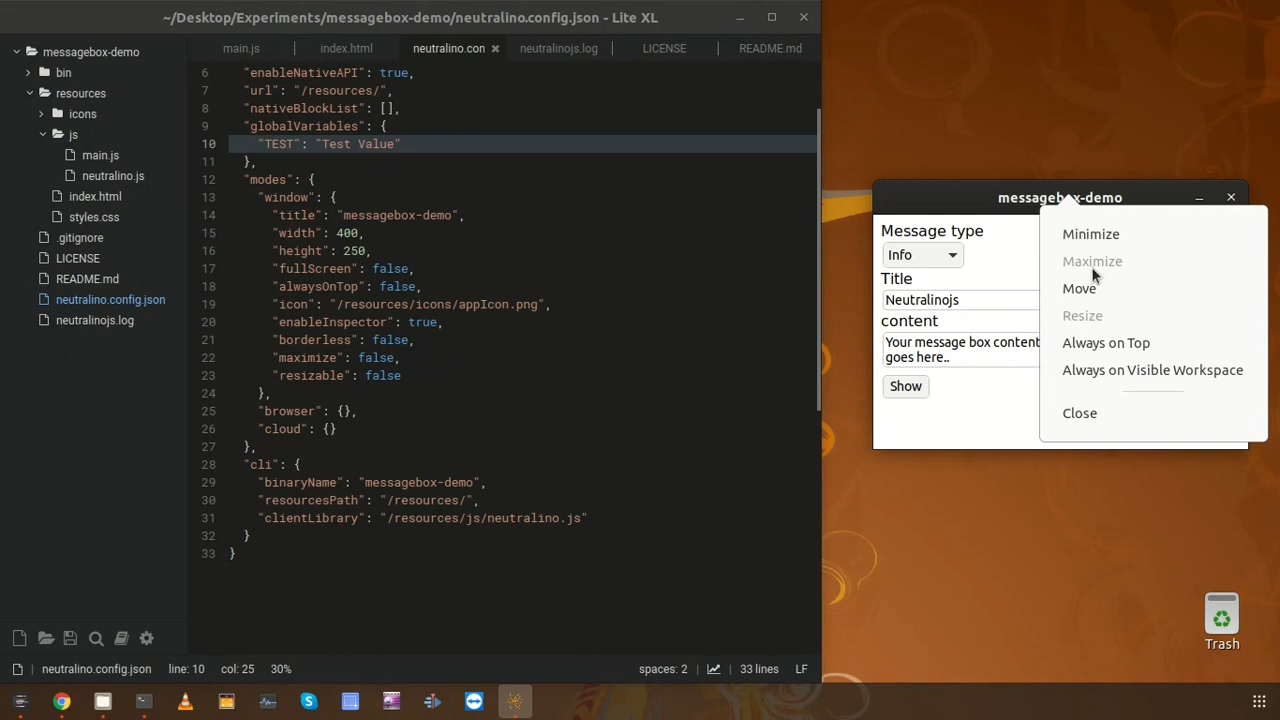 ~/Desktop/Experiments/messagebox-demo/neutralino.config.json - Lite XL
messagebox-demo
bin
resources
icons
js
main.js
neutralino.js
index.html
styles.css
.gitignore
LICENSE
README.md
neutralino.config.json
neutralinojs.log
main.js
index.html
neutralino.con
neutralinojs.log
LICENSE
README.md
6 "enableNativeAPI": true,
7 "url": "/resources/",
8 "nativeBlockList": [],
9 "globalVariables": {
10 "TEST": "Test Value"
11 },
12 "modes": {
13 "window": {
14 "title": "messagebox-demo",
15 "width": 400,
16 "height": 250,
17 "fullScreen": false,
18 "alwaysOnTop": false,
19 "icon": "/resources/icons/appIcon.png",
20 "enableInspector": true,
21 "borderless": false,
22 "maximize": false,
23 "resizable": false
24 },
25 "browser": {},
26 "cloud": {}
27 },
28 "cli": {
29 "binaryName": "messagebox-demo",
30 "resourcesPath": "/resources/",
31 "clientLibrary": "/resources/js/neutralino.js"
32 }
33 }
neutralino.config.json line: 10 col: 25 30% spaces: 2 33 lines LF
messagebox-demo
Message type
Info
Title
Neutralinojs
content
Your message box content
goes here..
Show
Minimize
Maximize
Move
Resize
Always on Top
Always on Visible Workspace
Close
Trash